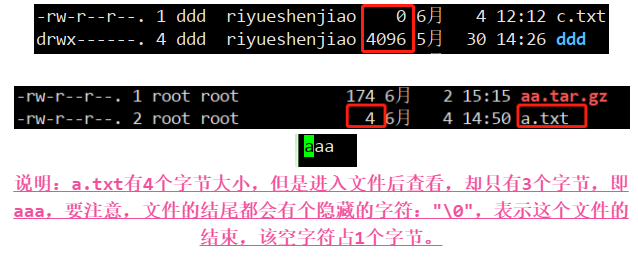 -rw-r--r--. 1 ddd  riyueshenjiao    0 6月   4 12:12 c.txt
drwx------. 4 ddd  riyueshenjiao 4096 5月  30 14:26 ddd
-rw-r--r--. 1 root root           174 6月   2 15:15 aa.tar.gz
-rw-r--r--. 2 root root             4 6月   4 14:50 a.txt
aaa
说明：a.txt有4个字节大小，但是进入文件后查看，却只有3个字节，即
aaa，要注意，文件的结尾都会有个隐藏的字符："\0"，表示这个文件的
结束，该空字符占1个字节。